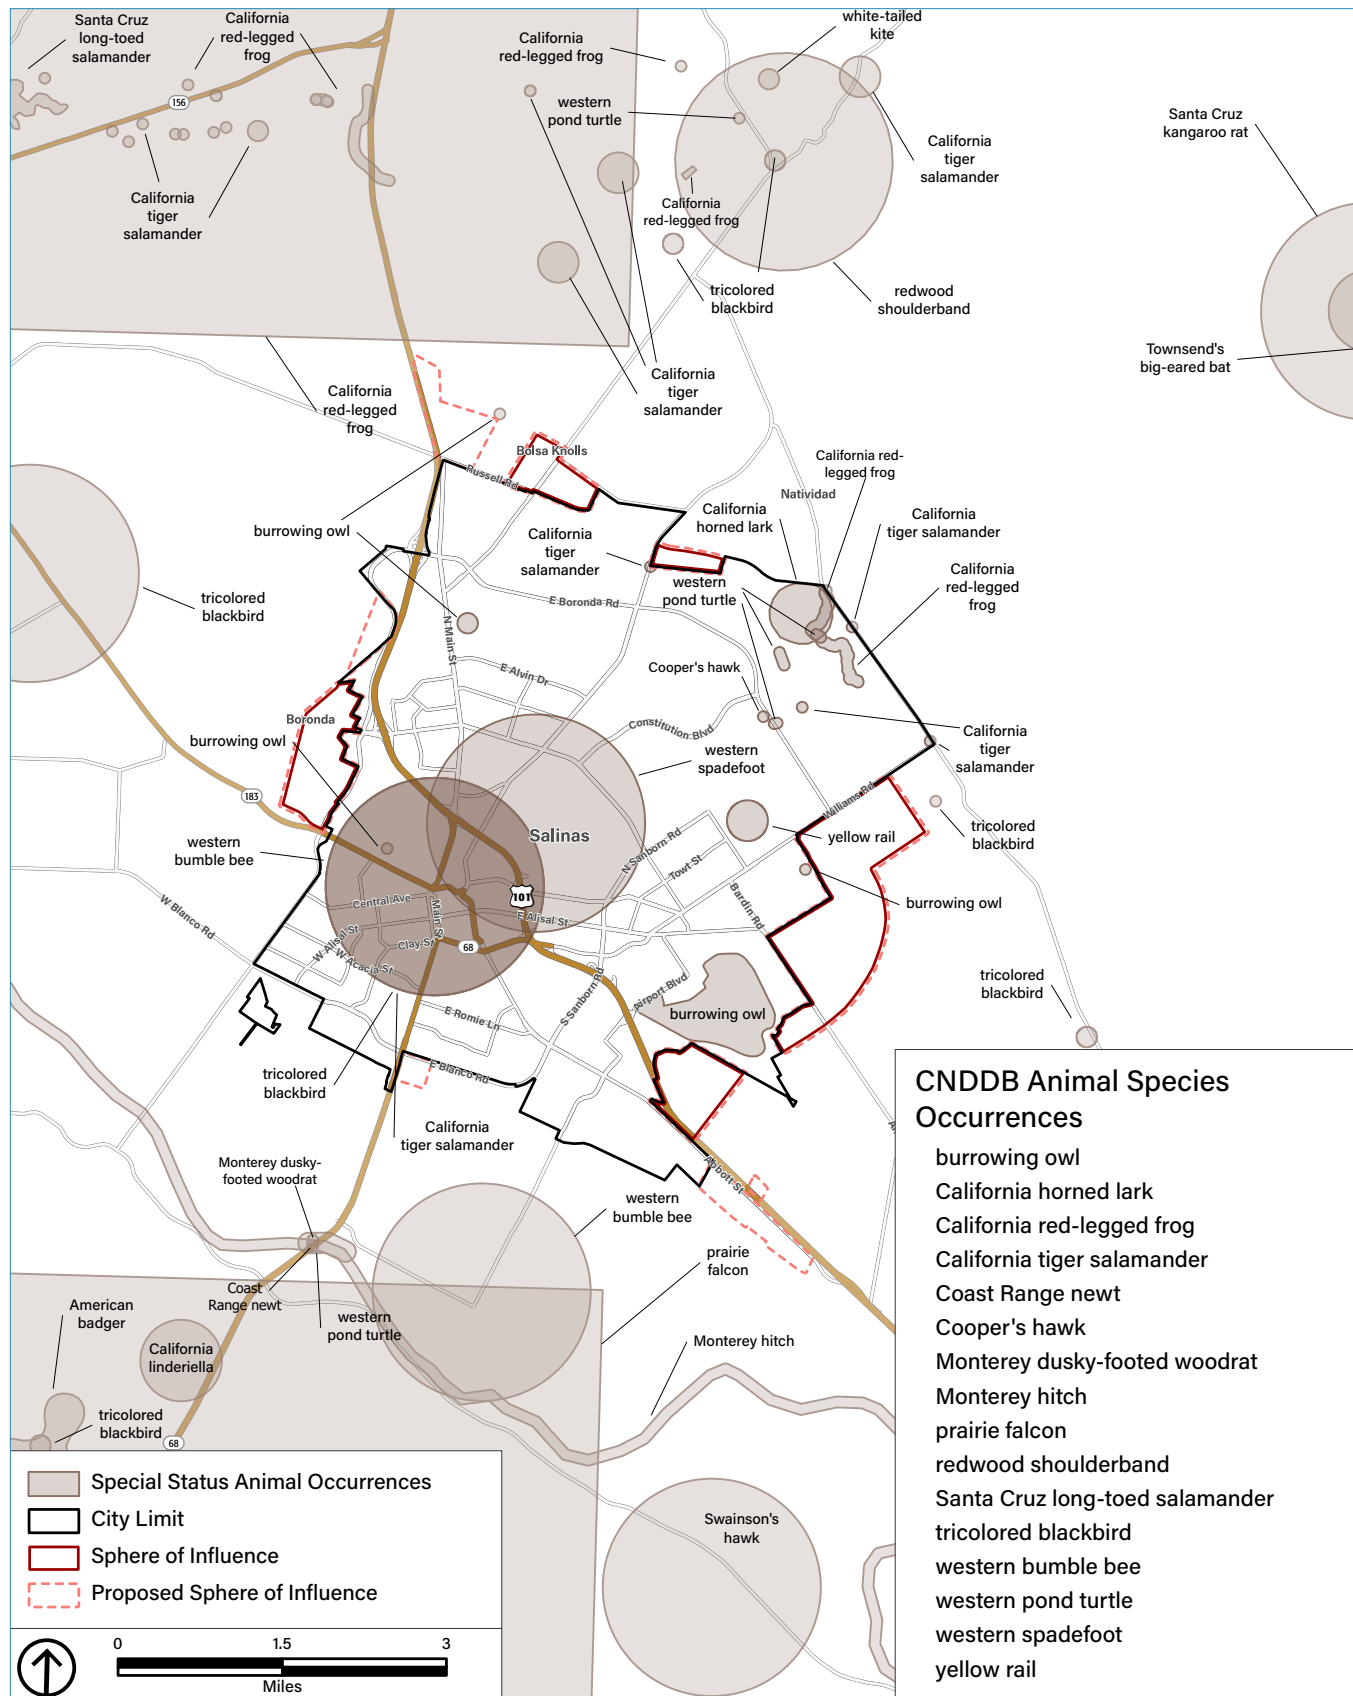 Santa Cruz
long-toed
salamander
California
red-legged
frog
California
red-legged frog
white-tailed
kite
western
pond turtle
156
California
tiger
salamander
California
tiger
salamander
Santa Cruz
kangaroo rat
California
red-legged frog
tricolored
blackbird
redwood
shoulderband
Townsend's
big-eared bat
California
red-legged
frog
California
tiger
salamander
Bolsa Knolls
Russell Rd
California red-
legged frog
Natividad
California
horned lark
California
tiger salamander
burrowing owl
California
tiger
salamander
California
red-legged
frog
western
pond turtle
tricolored
blackbird
E Boronda Rd
N Main St
E Alvin Dr
Cooper's hawk
Boronda
Constitution Blvd
burrowing owl
western
spadefoot
California
tiger
salamander
183
Williams Rd
Salinas
yellow rail
tricolored
blackbird
western
bumble bee
N Sanborn Rd
Towt St
Bardin Rd
101
Central Ave
Main St
burrowing owl
W Blanco Rd
W Alisal St
Clay St
68
E Alisal St
W Acacia St
S Sanborn Rd
Airport Blvd
tricolored
blackbird
burrowing owl
E Romie Ln
E Blanco Rd
tricolored
blackbird
California
tiger salamander
Abbott St
Monterey dusky-
footed woodrat
western
bumble bee
prairie
falcon
Coast
Range newt
American
badger
western
pond turtle
California
linderiella
Monterey hitch
tricolored
blackbird
68
Swainson's
hawk
CNDDB Animal Species
Occurrences
burrowing owl
California horned lark
California red-legged frog
California tiger salamander
Coast Range newt
Cooper's hawk
Monterey dusky-footed woodrat
Monterey hitch
prairie falcon
redwood shoulderband
Santa Cruz long-toed salamander
tricolored blackbird
western bumble bee
western pond turtle
western spadefoot
yellow rail
Special Status Animal Occurrences
City Limit
Sphere of Influence
Proposed Sphere of Influence
0 1.5 3
Miles